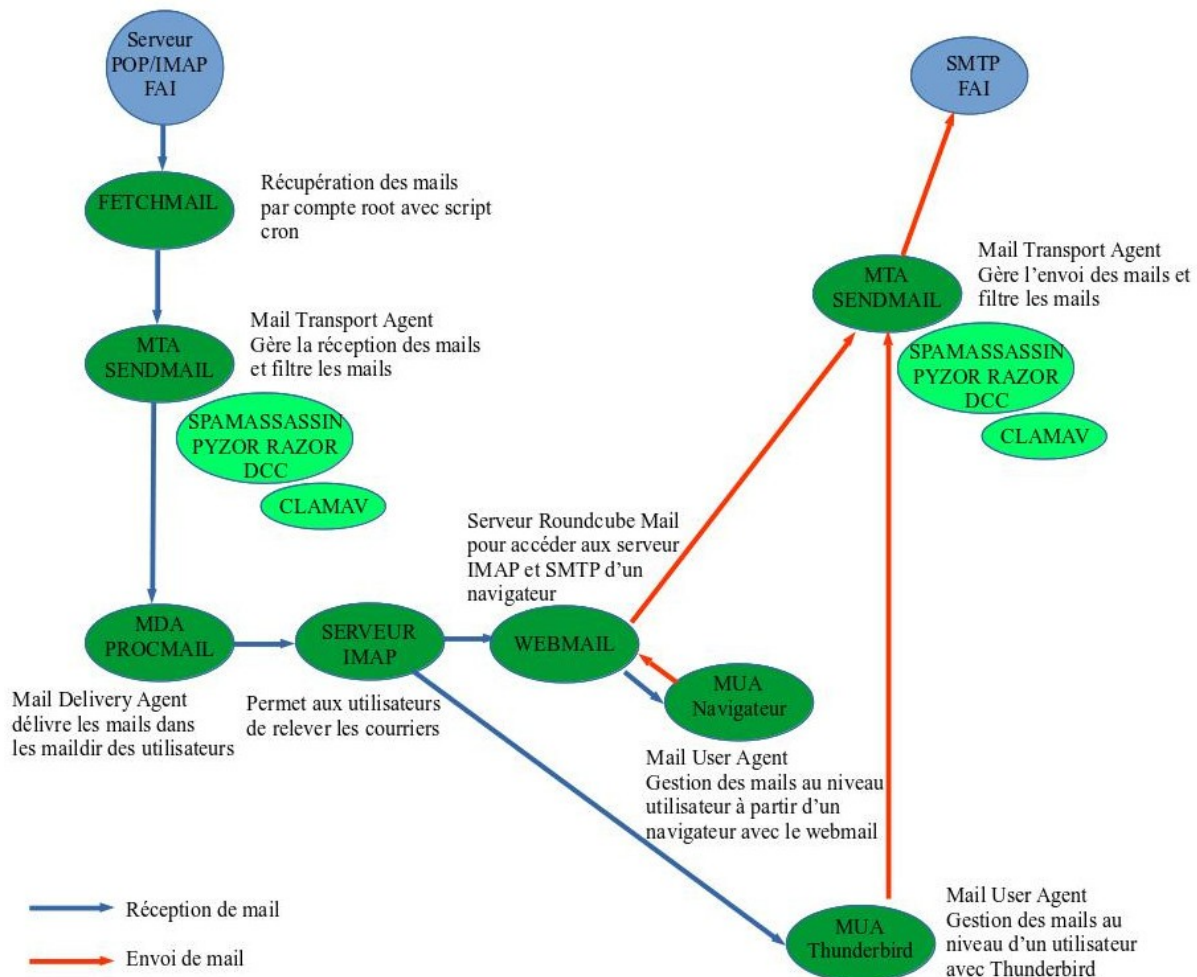 Serveur
POP/IMAP
FAI
SMTP
FAI
FETCHMAIL
Récupération des mails
par compte root avec script
cron
MTA
SENDMAIL
Mail Transport Agent
Gère l’envoi des mails et
filtre les mails
MTA
SENDMAIL
Mail Transport Agent
Gère la réception des mails
et filtre les mails
SPAMASSASSIN
PYZOR RAZOR
DCC
CLAMAV
SPAMASSASSIN
PYZOR RAZOR
DCC
CLAMAV
Serveur Roundcube Mail
pour accéder aux serveur
IMAP et SMTP d’un
navigateur
MDA
PROCMAIL
SERVEUR
IMAP
WEBMAIL
MUA
Navigateur
Mail Delivery Agent
délivre les mails dans
les maildir des utilisateurs
Permet aux utilisateurs
de relever les courriers
Mail User Agent
Gestion des mails au niveau
utilisateur à partir d’un
navigateur avec le webmail
Réception de mail
Envoi de mail
MUA
Thunderbird
Mail User Agent
Gestion des mails au
niveau d’un utilisateur
avec Thunderbird